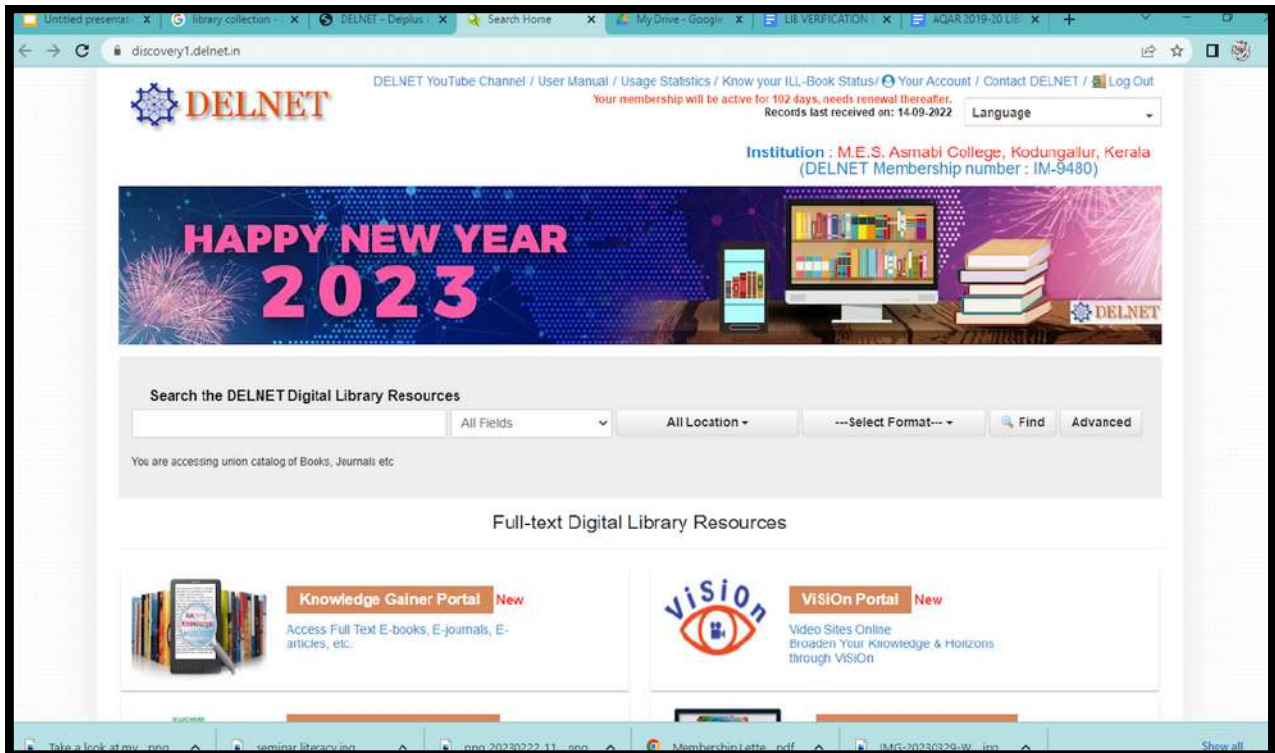 Untitled presentati
library collection -
DELNET - Delplus
Search Home
My Drive - Google
LIB VERIFICATION
AQAR 2019-20 LIB
discovery1.delnet.in
DELNET
DELNET YouTube Channel / User Manual / Usage Statistics / Know your ILL-Book Status/ Your Account / Contact DELNET / Log Out
Your membership will be active for 102 days, needs renewal thereafter.
Records last received on: 14-09-2022
Language
Institution : M.E.S. Asmabi College, Kodungallur, Kerala
(DELNET Membership number : IM-9480)
HAPPY NEW YEAR
2023
DELNET
Search the DELNET Digital Library Resources
All Fields
All Location
---Select Format---
Find
Advanced
You are accessing union catalog of Books, Journals etc
Full-text Digital Library Resources
Knowledge Gainer Portal New
Access Full Text E-books, E-journals, E-
articles, etc.
ViSiOn
ViSiOn Portal New
Video Sites Online
Broaden Your Knowledge & Horizons
through ViSiOn
Take a look at my....png
seminar literacy.jpg
png_20230222_11...png
Membership Lette...pdf
IMG-20230329-W...jpg
Show all